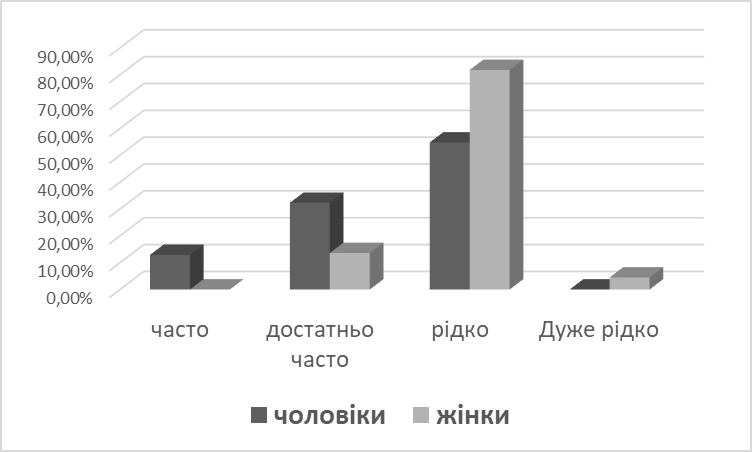 90,00%
80,00%
70,00%
60,00%
50,00%
40,00%
30,00%
20,00%
10,00%
0,00%
часто
достатньо
часто
рідко
Дуже рідко
чоловіки
жінки